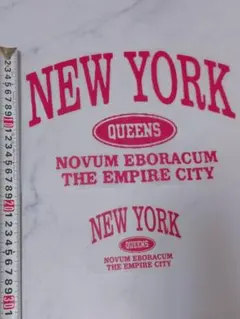 NEW YORK
QUEENS
NOVUM EBORACUM
THE EMPIRE CITY
NEW YORK
QUEENS
NOVUM EBORACUM
THE EMPIRE CITY